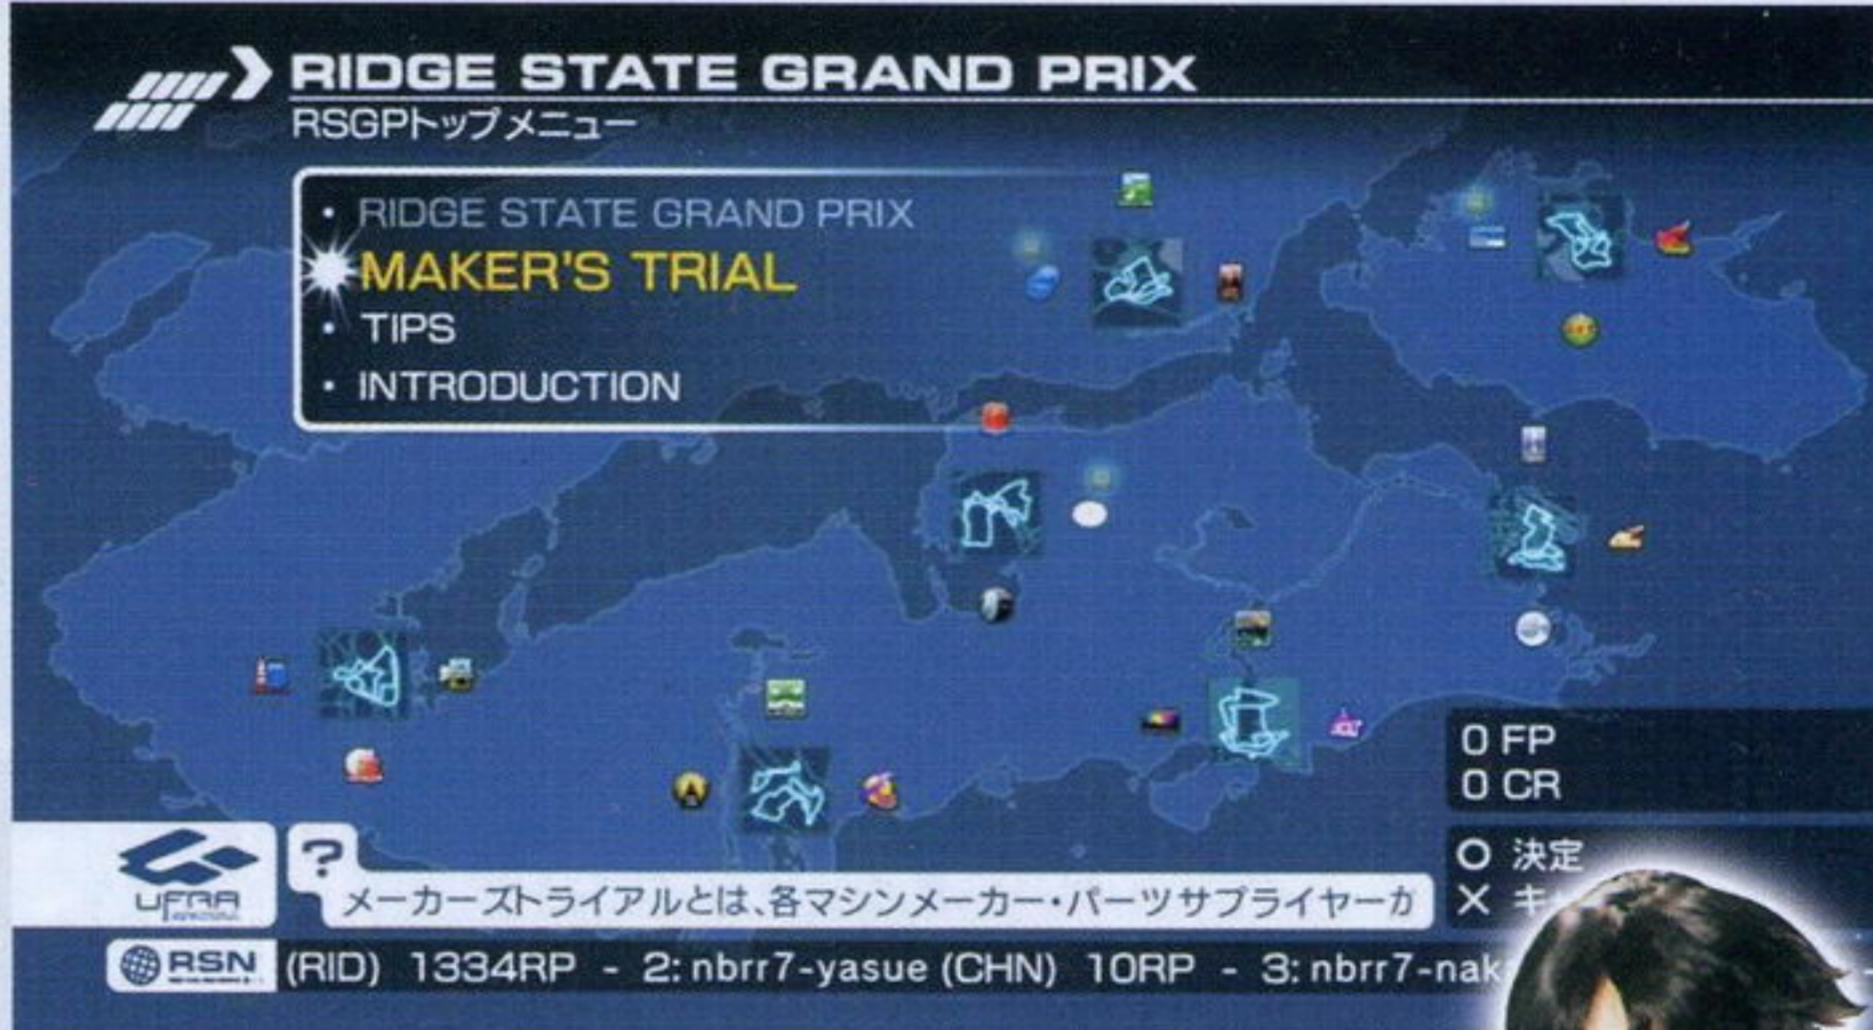 RIDGE STATE GRAND PRIX
RSGPトップメニュー
・ RIDGE STATE GRAND PRIX
MAKER'S TRIAL
・ TIPS
・ INTRODUCTION
0 FP
0 CR
○ 決定
× キ
UFRA
?
メーカーズトライアルとは、各マシンメーカー・パーツサプライヤーが
RSN (RID) 1334RP - 2: nbrr7-yasue (CHN) 10RP - 3: nbrr7-nak